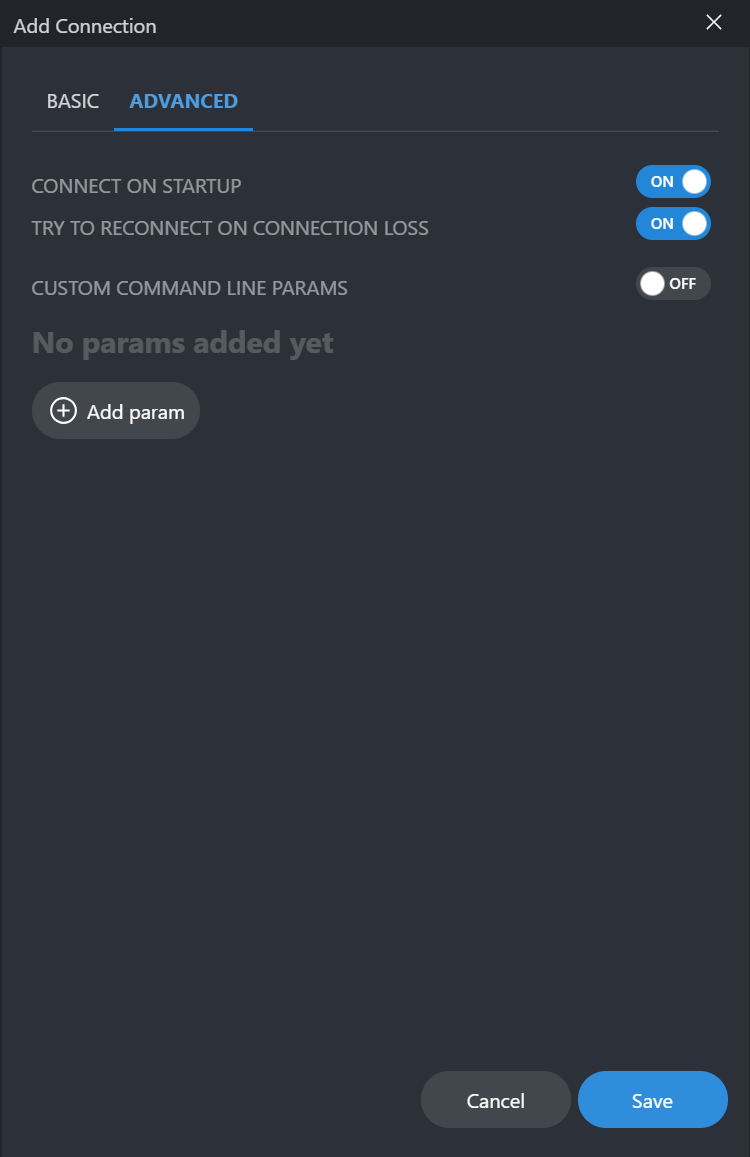 Add Connection
BASIC ADVANCED
CONNECT ON STARTUP ON
TRY TO RECONNECT ON CONNECTION LOSS ON
CUSTOM COMMAND LINE PARAMS OFF
No params added yet
Add param
Cancel Save